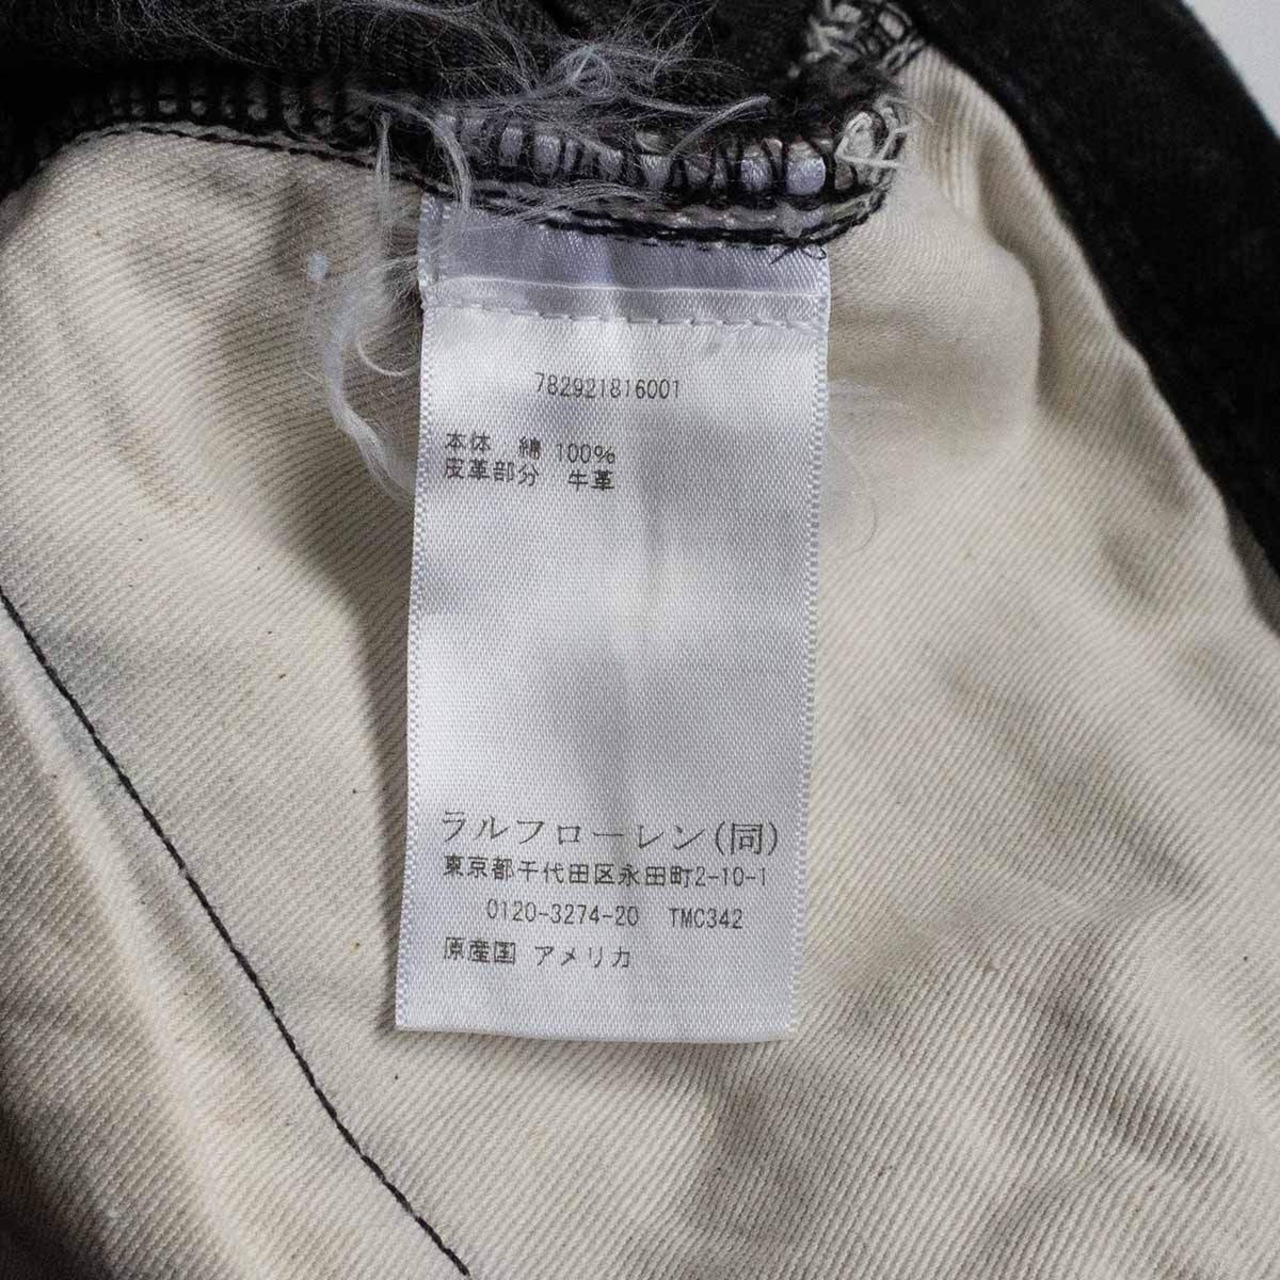 782921816001
本体　綿 100%
皮革部分　牛革
ラルフローレン(同)
東京都千代田区永田町2-10-1
0120-3274-20　TMC342
原産国 アメリカ